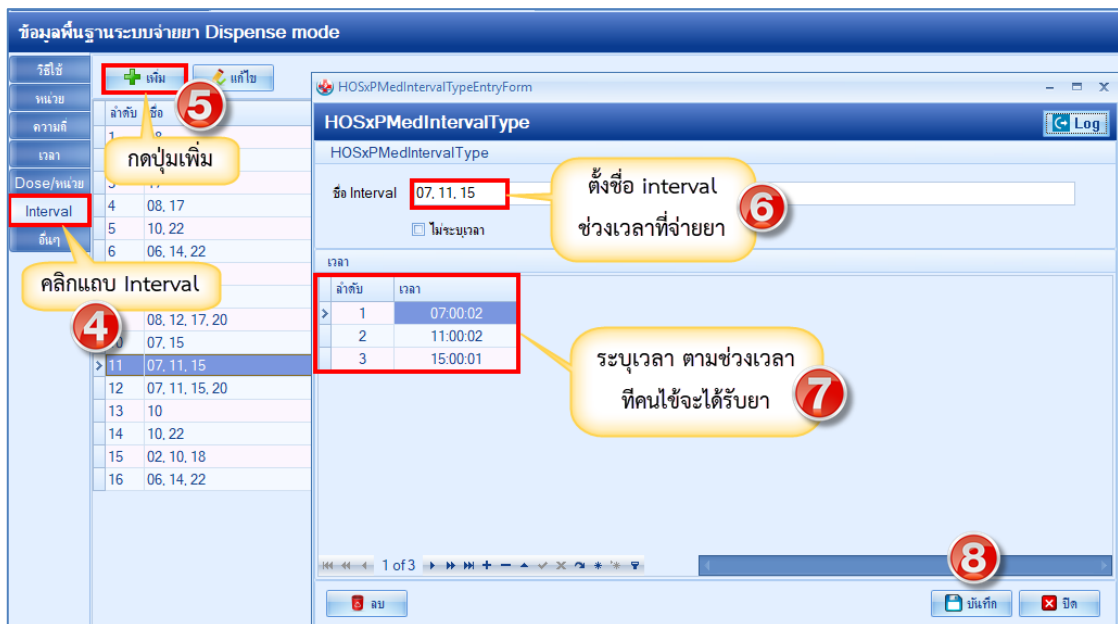 ข้อมูลพื้นฐานระบบจ่ายยา Dispense mode
วิธีใช้
หน่วย
ความถี่
เวลา
Dose/หน่วย
Interval
อื่นๆ
เพิ่ม
แก้ไข
5
ลำดับ ชื่อ
กดปุ่มเพิ่ม
4 08, 17
5 10, 22
6 06, 14, 22
คลิกแถบ Interval
4
08, 12, 17, 20
07, 15
11 07, 11, 15
12 07, 11, 15, 20
13 10
14 10, 22
15 02, 10, 18
16 06, 14, 22
HOSxPMedIntervalTypeEntryForm
HOSxPMedIntervalType
Log
HOSxPMedIntervalType
ชื่อ Interval 07, 11, 15
ไม่ระบุเวลา
ตั้งชื่อ interval
ช่วงเวลาที่จ่ายยา
6
เวลา
ลำดับ เวลา
1 07:00:02
2 11:00:02
3 15:00:01
ระบุเวลา ตามช่วงเวลา
ทีคนไข้จะได้รับยา
7
1 of 3
8
ลบ
บันทึก
ปิด